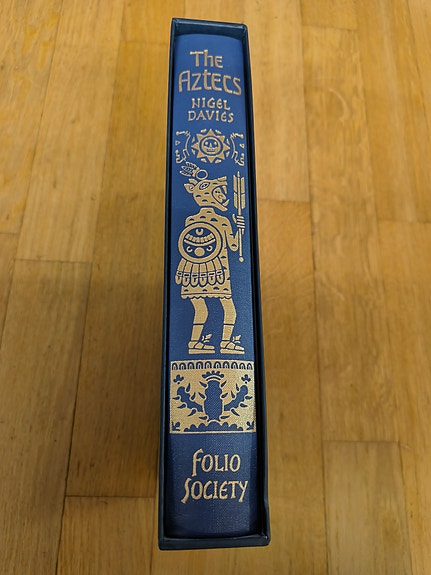 The
Aztecs
NIGEL
DAVIES
FOLIO
SOCIETY